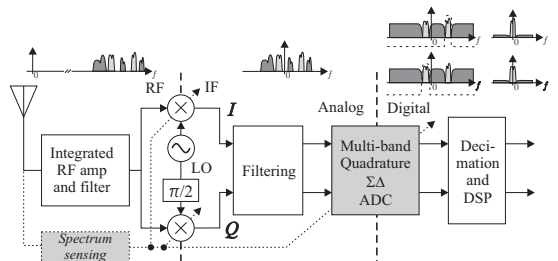 0
f
0
f
0
f
0
0
f
0
f
RF
IF
I
Analog
Digital
Integrated
RF amp
and filter
LO
π/2
Filtering
Multi-band
Quadrature
ΣΔ
ADC
Deci-
mation
and
DSP
Q
Spectrum
sensing